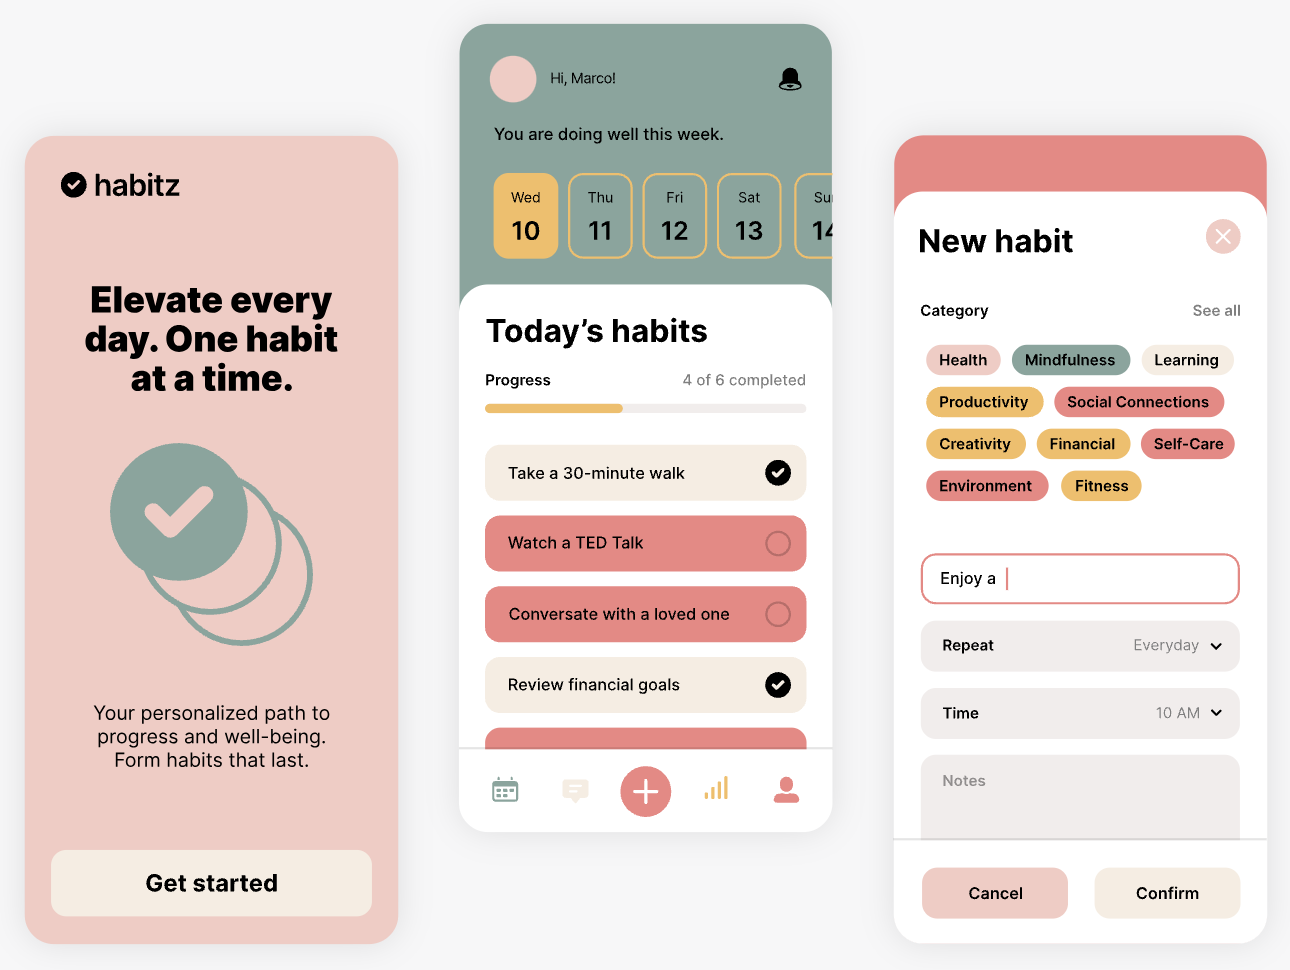 habitz
Elevate every
day. One habit
at a time.
Your personalized path to
progress and well-being.
Form habits that last.
Get started
Hi, Marco!
You are doing well this week.
Wed Thu Fri Sat Sun
10 11 12 13 14
Today’s habits
Progress 4 of 6 completed
Take a 30-minute walk
Watch a TED Talk
Conversate with a loved one
Review financial goals
New habit
Category See all
Health Mindfulness Learning
Productivity Social Connections
Creativity Financial Self-Care
Environment Fitness
Enjoy a
Repeat Everyday
Time 10 AM
Notes
Cancel Confirm